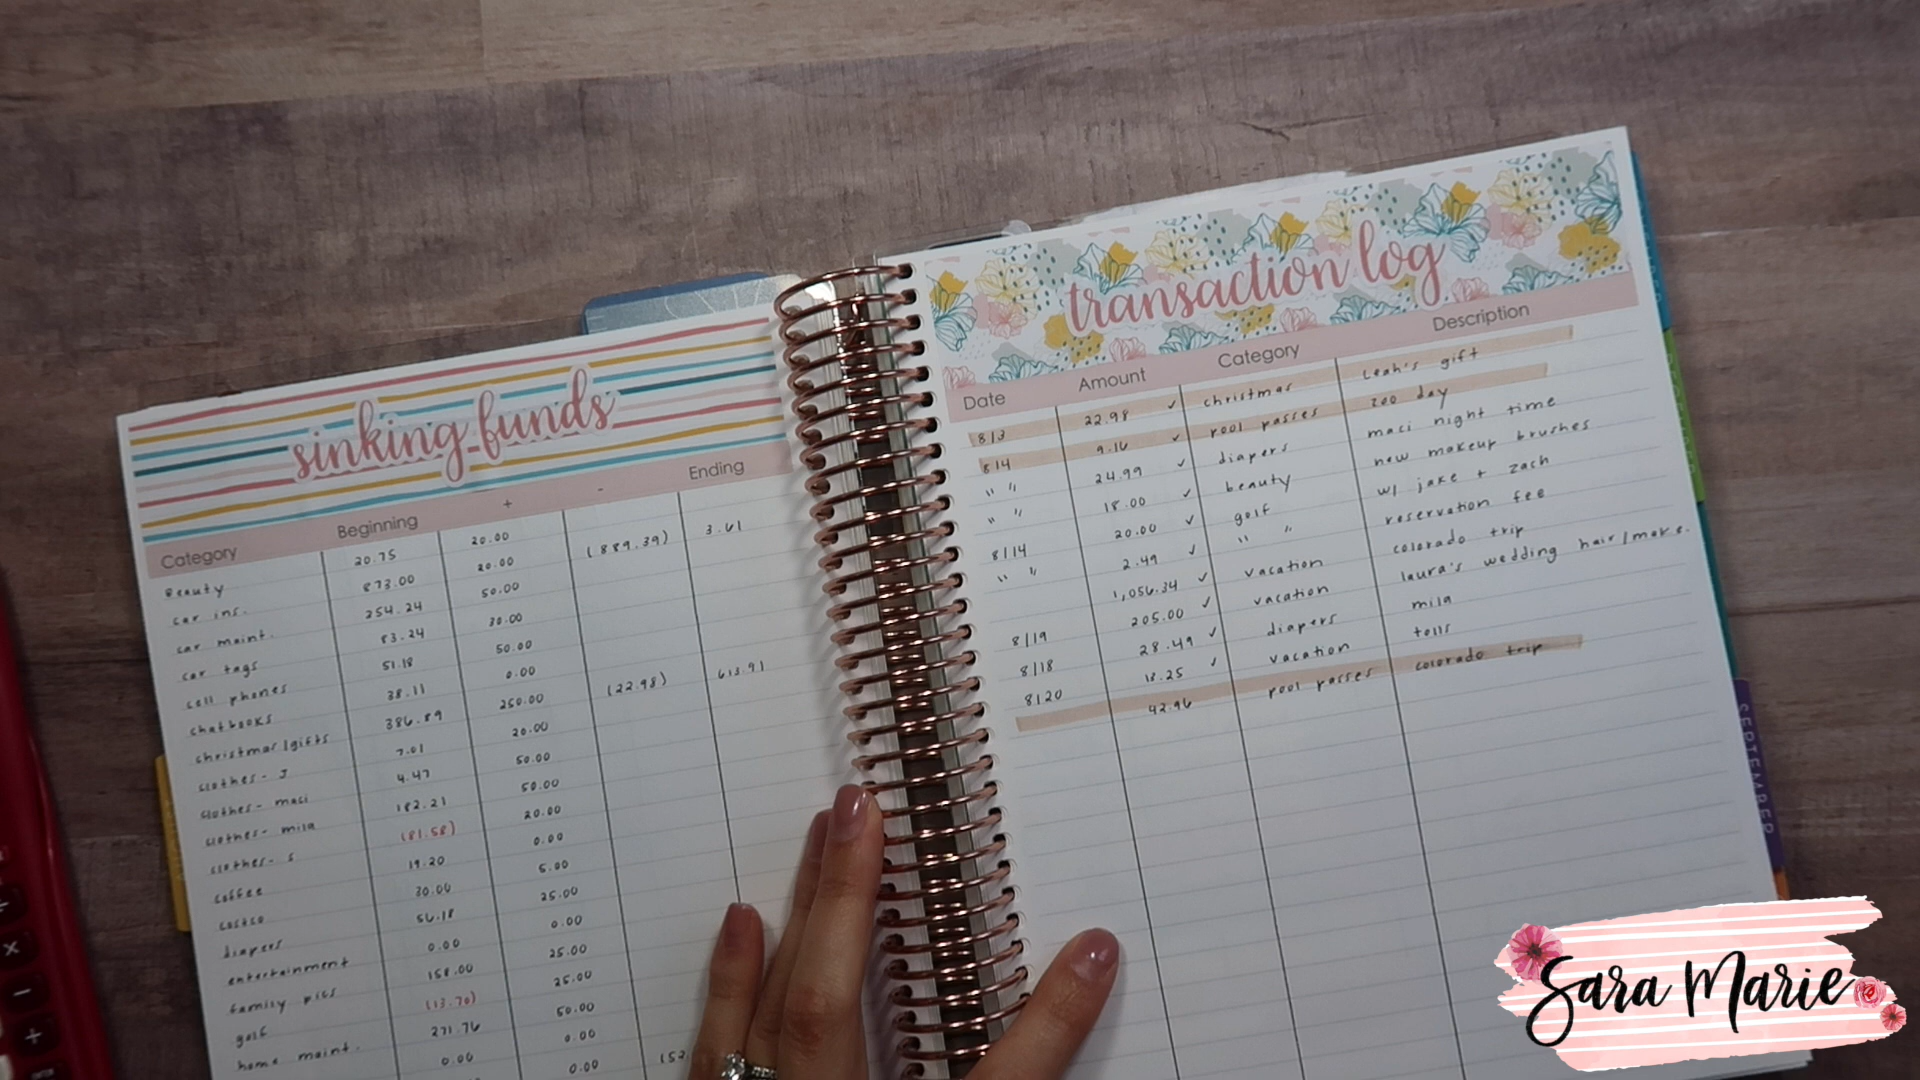 sinking funds
Category Beginning + - Ending
Beauty 20.75 20.00
car ins. 873.00 20.00 (889.39) 3.61
car maint. 254.24 50.00
car tags 83.24 30.00
cell phones 51.18 50.00
chatbooks 38.11 0.00
christmas/gifts 386.89 250.00 (22.98) 613.91
clothes- J 7.01 20.00
clothes- maci 4.47 50.00
clothes- mila 182.21 50.00
clothes- S (81.58) 20.00
coffee 19.20 0.00
costco 30.00 5.00
diapers 56.18 25.00
entertainment 0.00 0.00
family pics 158.00 25.00
golf (13.70) 25.00
home maint. 271.76 50.00
0.00 0.00
0.00 (52.
transaction log
Date Amount Category Description
8/3 22.98 ✓ christmas leah's gift
8/4 9.16 ✓ pool passes zoo day
" " 24.99 ✓ diapers maci night time
" " 18.00 ✓ beauty new makeup brushes
8/14 20.00 ✓ golf w/ jake + zach
" " 2.49 ✓ " " reservation fee
1,056.34 ✓ vacation colorado trip
8/19 205.00 ✓ vacation laura's wedding hair/make.
8/18 28.49 ✓ diapers mila
8/20 18.25 ✓ vacation tolls
42.96 pool passes colorado trip
SEPTEMBER
Sara Marie